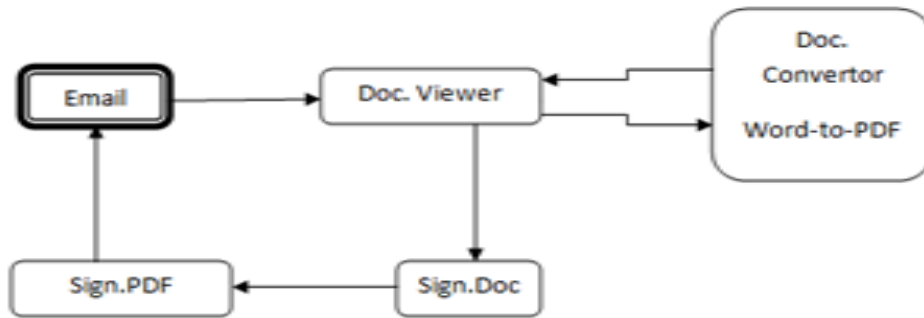 Email
Doc. Viewer
Doc.
Convertor
Word-to-PDF
Sign.PDF
Sign.Doc